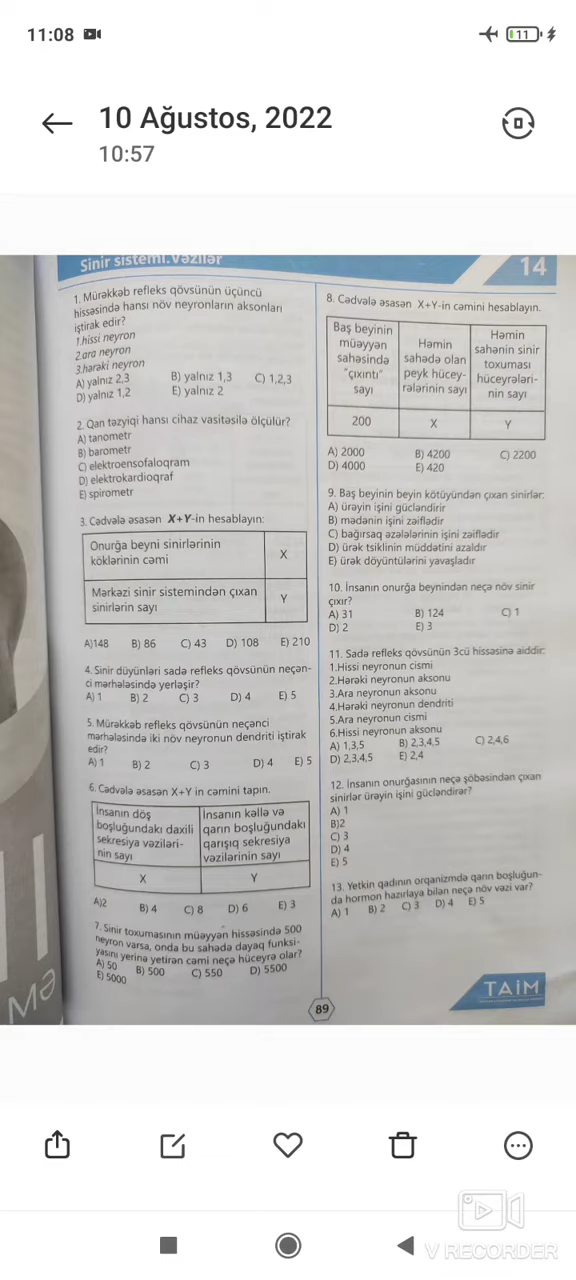 11:08
11
10 Ağustos, 2022
10:57
Sinir sistemi.Vəzilər
14
1. Mürəkkəb refleks qövsünün üçüncü
hissəsində hansı növ neyronların aksonları
iştirak edir?
1.hissi neyron
2.ara neyron
3.hərəki neyron
A) yalnız 2,3 B) yalnız 1,3 C) 1,2,3
D) yalnız 1,2 E) yalnız 2
2. Qan təzyiqi hansı cihaz vasitəsilə ölçülür?
A) tanometr
B) barometr
C) elektroensofaloqram
D) elektrokardioqraf
E) spirometr
3. Cədvələ əsasən X+Y-in hesablayın:
Onurğa beyni sinirlərinin
köklərinin cəmi
X
Mərkəzi sinir sistemindən çıxan
sinirlərin sayı
Y
A)148 B) 86 C) 43 D) 108 E) 210
4. Sinir düyünləri sadə refleks qövsünün neçən-
ci mərhələsində yerləşir?
A) 1 B) 2 C) 3 D) 4 E) 5
5. Mürəkkəb refleks qövsünün neçənci
mərhələsində iki növ neyronun dendriti iştirak
edir?
A) 1 B) 2 C) 3 D) 4 E) 5
6. Cədvələ əsasən X+Y in cəmini tapın.
İnsanın döş
boşluğundakı daxili
sekresiya vəziləri-
nin sayı
İnsanın kəllə və
qarın boşluğundakı
qarışıq sekresiya
vəzilərinin sayı
X
Y
A)2 B) 4 C) 8 D) 6 E) 3
7. Sinir toxumasının müəyyən hissəsində 500
neyron varsa, onda bu sahədə dayaq funksi-
yasını yerinə yetirən cəmi neçə hüceyrə olar?
A) 50 B) 500 C) 550 D) 5500
E) 5000
8. Cədvələ əsasən X+Y-in cəmini hesablayın.
Baş beyinin
müəyyən
sahəsində
"çıxıntı"
sayı
Həmin
sahədə olan
peyk hücey-
rələrinin sayı
Həmin
sahənin sinir
toxuması
hüceyrələri-
nin sayı
200
X
Y
A) 2000 B) 4200 C) 2200
D) 4000 E) 420
9. Baş beyinin beyin kötüyündən çıxan sinirlər:
A) ürəyin işini gücləndirir
B) mədənin işini zəiflədir
C) bağırsaq əzələlərinin işini zəiflədir
D) ürək tsiklinin müddətini azaldır
E) ürək döyüntülərini yavaşladır
10. İnsanın onurğa beynindən neçə növ sinir
çıxır?
A) 31 B) 124 C) 1
D) 2 E) 3
11. Sadə refleks qövsünün 3cü hissəsinə aiddir:
1.Hissi neyronun cismi
2.Hərəki neyronun aksonu
3.Ara neyronun aksonu
4.Hərəki neyronun dendriti
5.Ara neyronun cismi
6.Hissi neyronun aksonu
A) 1,3,5 B) 2,3,4,5 C) 2,4,6
D) 2,3,4,5 E) 2,4
12. İnsanın onurğasının neçə şöbəsindən çıxan
sinirlər ürəyin işini gücləndirər?
A) 1
B)2
C) 3
D) 4
E) 5
13. Yetkin qadının orqanizmdə qarın boşluğun-
da hormon hazırlaya bilən neçə növ vəzi var?
A) 1 B) 2 C) 3 D) 4 E) 5
TAİM
89
V RECORDER